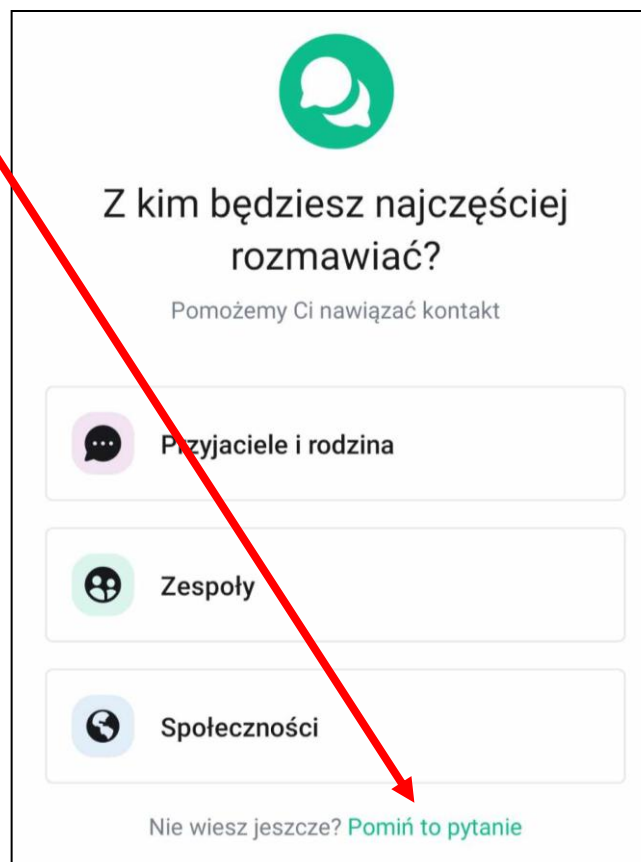 Z kim będziesz najczęściej
rozmawiać?
Pomożemy Ci nawiązać kontakt
Przyjaciele i rodzina
Zespoły
Społeczności
Nie wiesz jeszcze? Pomiń to pytanie